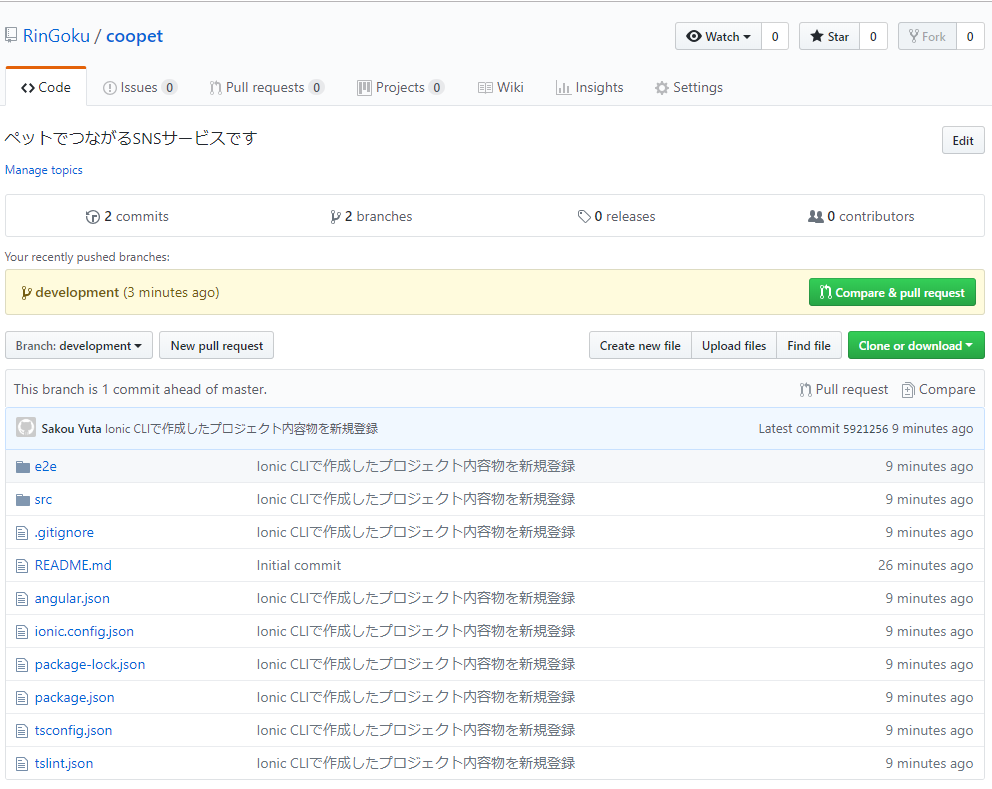 RinGoku / coopet
Watch 0 Star 0 Fork 0
Code Issues 0 Pull requests 0 Projects 0 Wiki Insights Settings
ペットでつながるSNSサービスです
Edit
Manage topics
2 commits 2 branches 0 releases 0 contributors
Your recently pushed branches:
development (3 minutes ago) Compare & pull request
Branch: development New pull request Create new file Upload files Find file Clone or download
This branch is 1 commit ahead of master. Pull request Compare
Sakou Yuta Ionic CLIで作成したプロジェクト内容物を新規登録 Latest commit 5921256 9 minutes ago
e2e Ionic CLIで作成したプロジェクト内容物を新規登録 9 minutes ago
src Ionic CLIで作成したプロジェクト内容物を新規登録 9 minutes ago
.gitignore Ionic CLIで作成したプロジェクト内容物を新規登録 9 minutes ago
README.md Initial commit 26 minutes ago
angular.json Ionic CLIで作成したプロジェクト内容物を新規登録 9 minutes ago
ionic.config.json Ionic CLIで作成したプロジェクト内容物を新規登録 9 minutes ago
package-lock.json Ionic CLIで作成したプロジェクト内容物を新規登録 9 minutes ago
package.json Ionic CLIで作成したプロジェクト内容物を新規登録 9 minutes ago
tsconfig.json Ionic CLIで作成したプロジェクト内容物を新規登録 9 minutes ago
tslint.json Ionic CLIで作成したプロジェクト内容物を新規登録 9 minutes ago